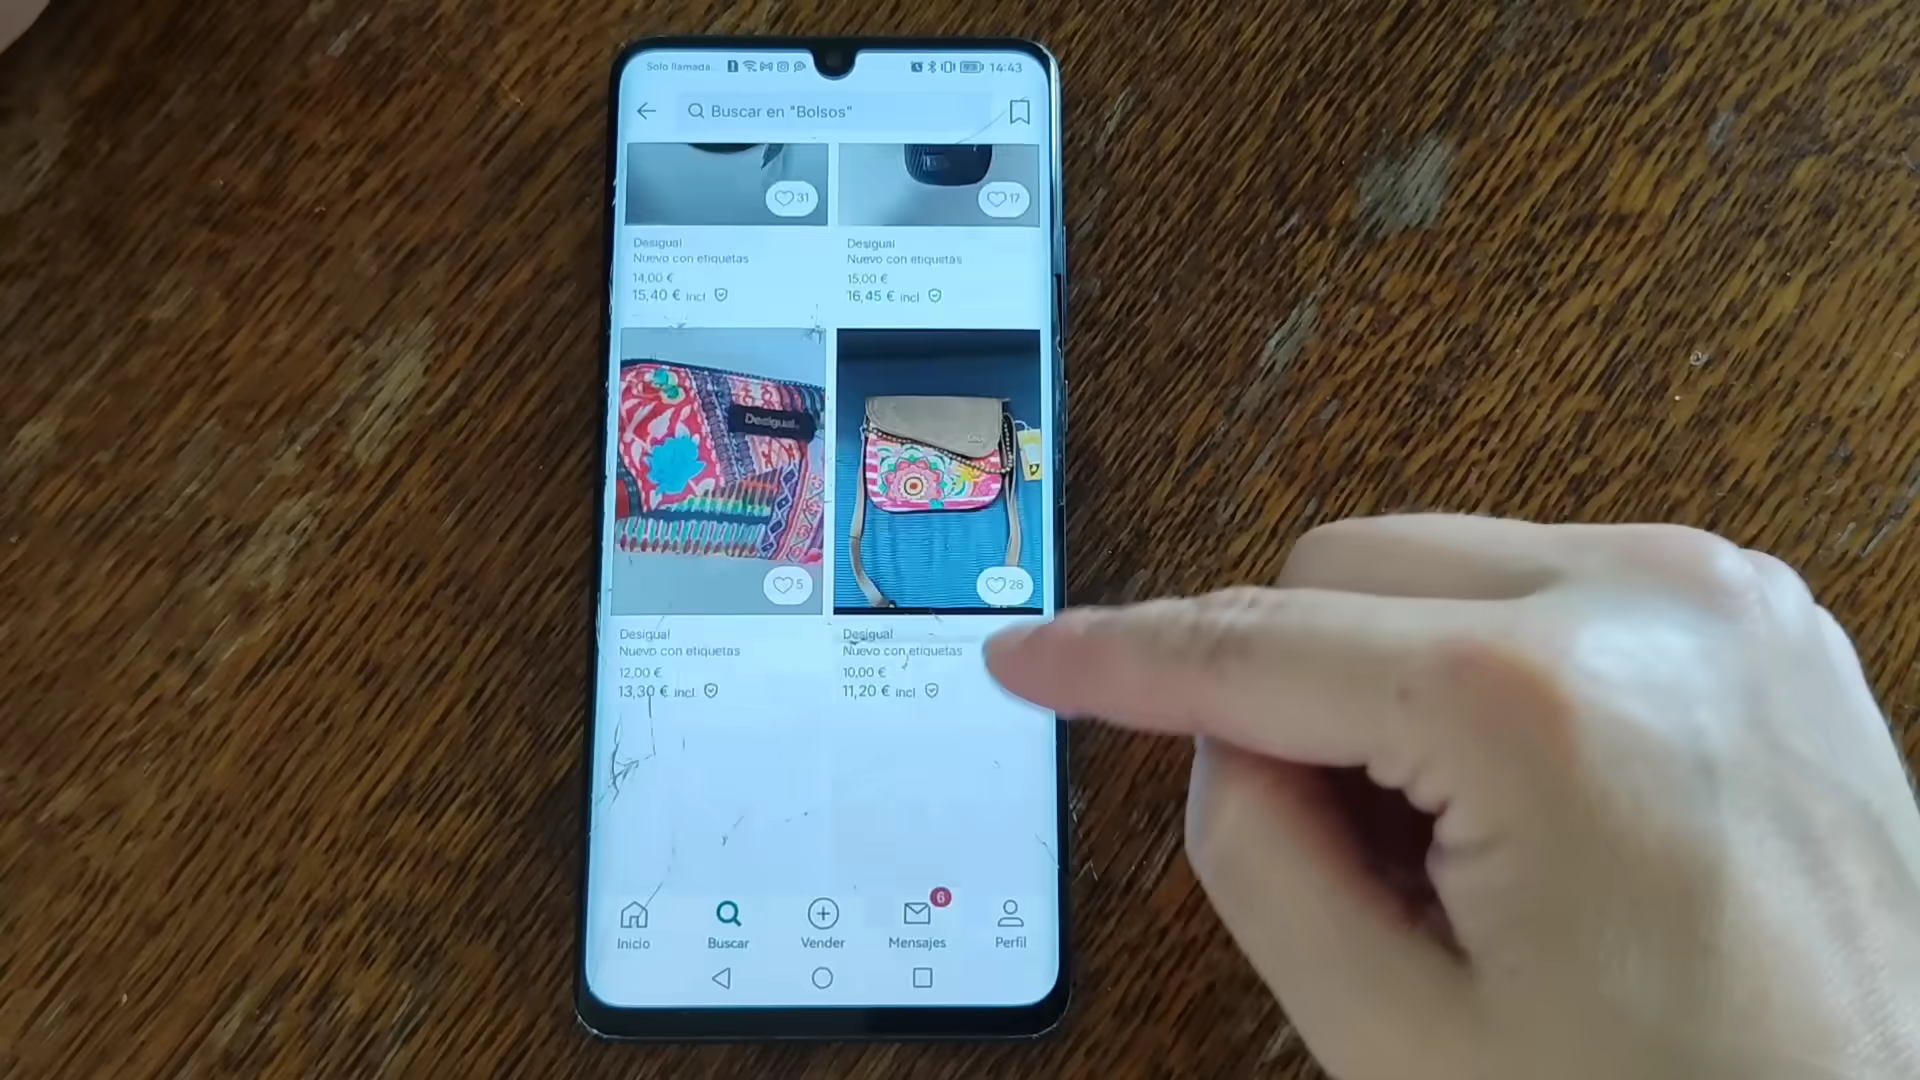 Solo llamada...
14:43
Buscar en "Bolsos"
31
17
Desigual
Nuevo con etiquetas
14,00 €
15,40 € incl
Desigual
Nuevo con etiquetas
15,00 €
16,45 € incl
Desigual.
5
28
Desigual
Nuevo con etiquetas
12,00 €
13,30 € incl.
Desigual
Nuevo con etiquetas
10,00 €
11,20 € incl
6
Inicio
Buscar
Vender
Mensajes
Perfil